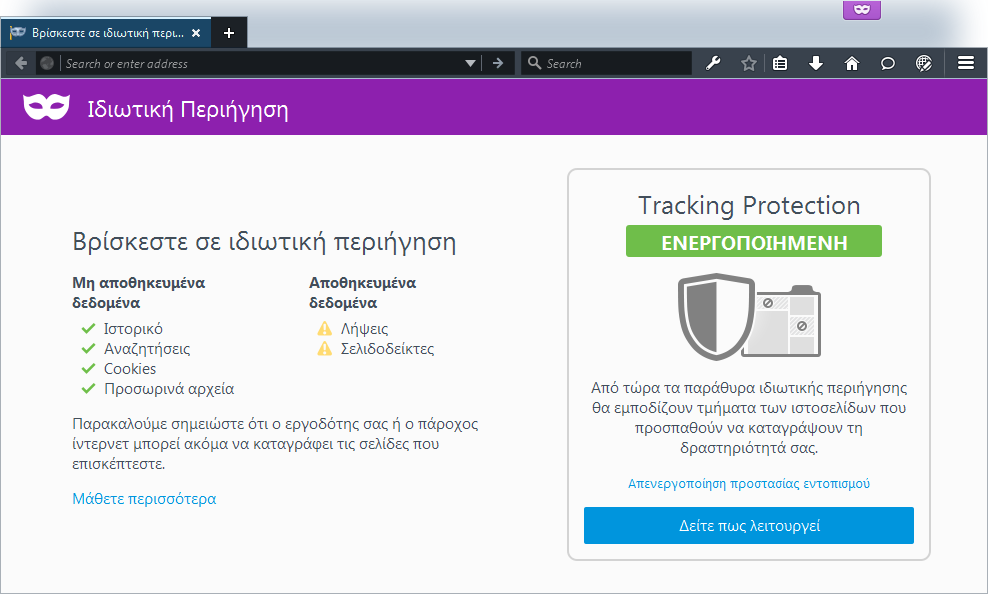 Βρίσκεστε σε ιδιωτική περι...
Search or enter address
Search
Ιδιωτική Περιήγηση
Βρίσκεστε σε ιδιωτική περιήγηση
Μη αποθηκευμένα
δεδομένα
Ιστορικό
Αναζητήσεις
Cookies
Προσωρινά αρχεία
Αποθηκευμένα
δεδομένα
Λήψεις
Σελιδοδείκτες
Παρακαλούμε σημειώστε ότι ο εργοδότης σας ή ο πάροχος
ίντερνετ μπορεί ακόμα να καταγράφει τις σελίδες που
επισκέπτεστε.
Μάθετε περισσότερα
Tracking Protection
ΕΝΕΡΓΟΠΟΙΗΜΕΝΗ
Από τώρα τα παράθυρα ιδιωτικής περιήγησης
θα εμποδίζουν τμήματα των ιστοσελίδων που
προσπαθούν να καταγράψουν τη
δραστηριότητά σας.
Απενεργοποίηση προστασίας εντοπισμού
Δείτε πως λειτουργεί